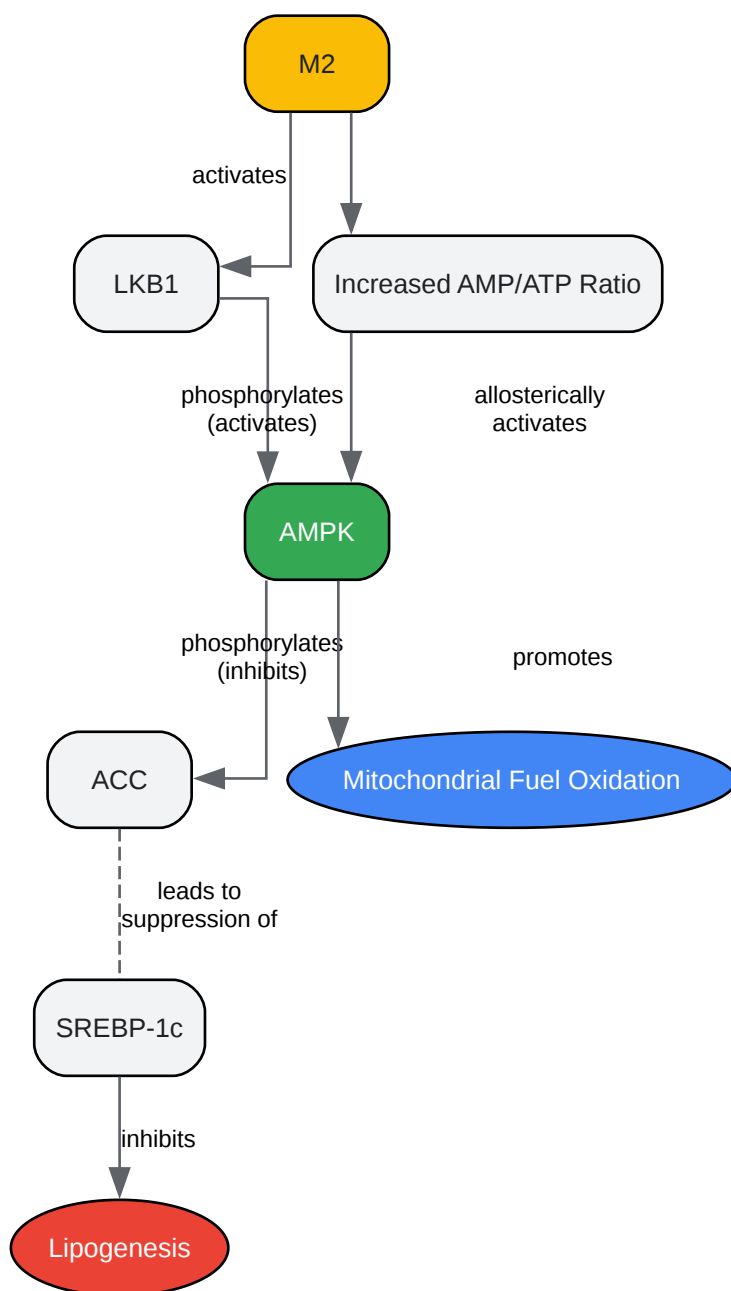 M2
activates
LKB1
Increased AMP/ATP Ratio
phosphorylates
(activates)
allosterically
activates
AMPK
phosphorylates
(inhibits)
promotes
ACC
Mitochondrial Fuel Oxidation
leads to
suppression of
SREBP-1c
inhibits
Lipogenesis